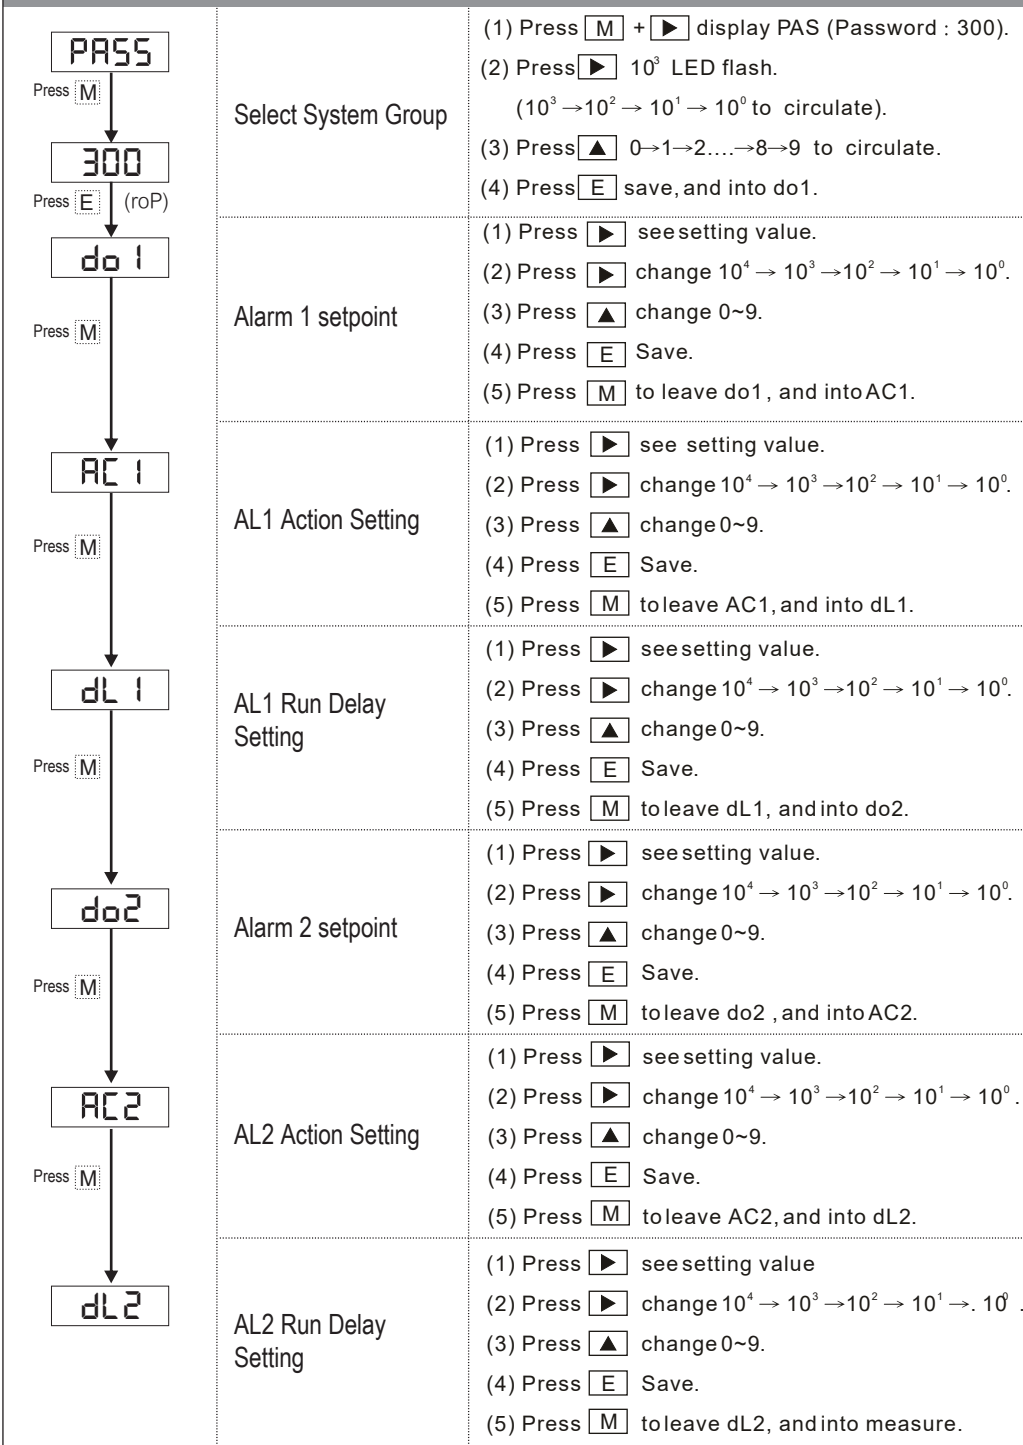 PASS
Press M
300
Press E (roP)
do1
Press M
AC1
Press M
dL1
Press M
do2
Press M
AC2
Press M
dL2
Select System Group
(1) Press M + ▶ display PAS (Password : 300).
(2) Press ▶ 10³ LED flash.
(10³ → 10² → 10¹ → 10⁰ to circulate).
(3) Press ▲ 0→1→2....→8→9 to circulate.
(4) Press E save, and into do1.
Alarm 1 setpoint
(1) Press ▶ see setting value.
(2) Press ▶ change 10⁴ → 10³ → 10² → 10¹ → 10⁰.
(3) Press ▲ change 0~9.
(4) Press E Save.
(5) Press M to leave do1, and into AC1.
AL1 Action Setting
(1) Press ▶ see setting value.
(2) Press ▶ change 10⁴ → 10³ → 10² → 10¹ → 10⁰.
(3) Press ▲ change 0~9.
(4) Press E Save.
(5) Press M to leave AC1, and into dL1.
AL1 Run Delay
Setting
(1) Press ▶ see setting value.
(2) Press ▶ change 10⁴ → 10³ → 10² → 10¹ → 10⁰.
(3) Press ▲ change 0~9.
(4) Press E Save.
(5) Press M to leave dL1, and into do2.
Alarm 2 setpoint
(1) Press ▶ see setting value.
(2) Press ▶ change 10⁴ → 10³ → 10² → 10¹ → 10⁰.
(3) Press ▲ change 0~9.
(4) Press E Save.
(5) Press M to leave do2 , and into AC2.
AL2 Action Setting
(1) Press ▶ see setting value.
(2) Press ▶ change 10⁴ → 10³ → 10² → 10¹ → 10⁰ .
(3) Press ▲ change 0~9.
(4) Press E Save.
(5) Press M to leave AC2, and into dL2.
AL2 Run Delay
Setting
(1) Press ▶ see setting value
(2) Press ▶ change 10⁴ → 10³ → 10² → 10¹ →. 10⁰ .
(3) Press ▲ change 0~9.
(4) Press E Save.
(5) Press M to leave dL2, and into measure.